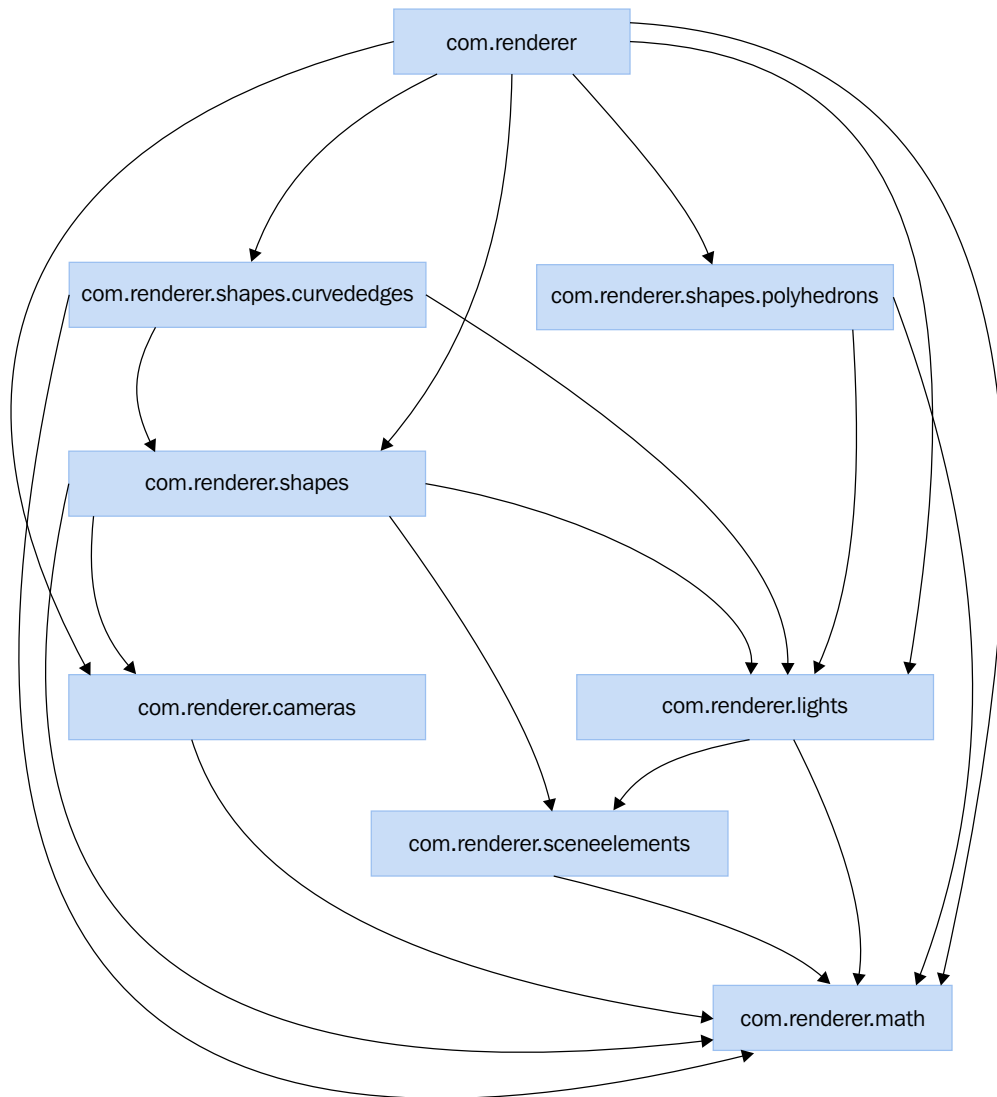 com.renderer
com.renderer.shapes.curvededges
com.renderer.shapes.polyhedrons
com.renderer.shapes
com.renderer.cameras
com.renderer.lights
com.renderer.sceneelements
com.renderer.math